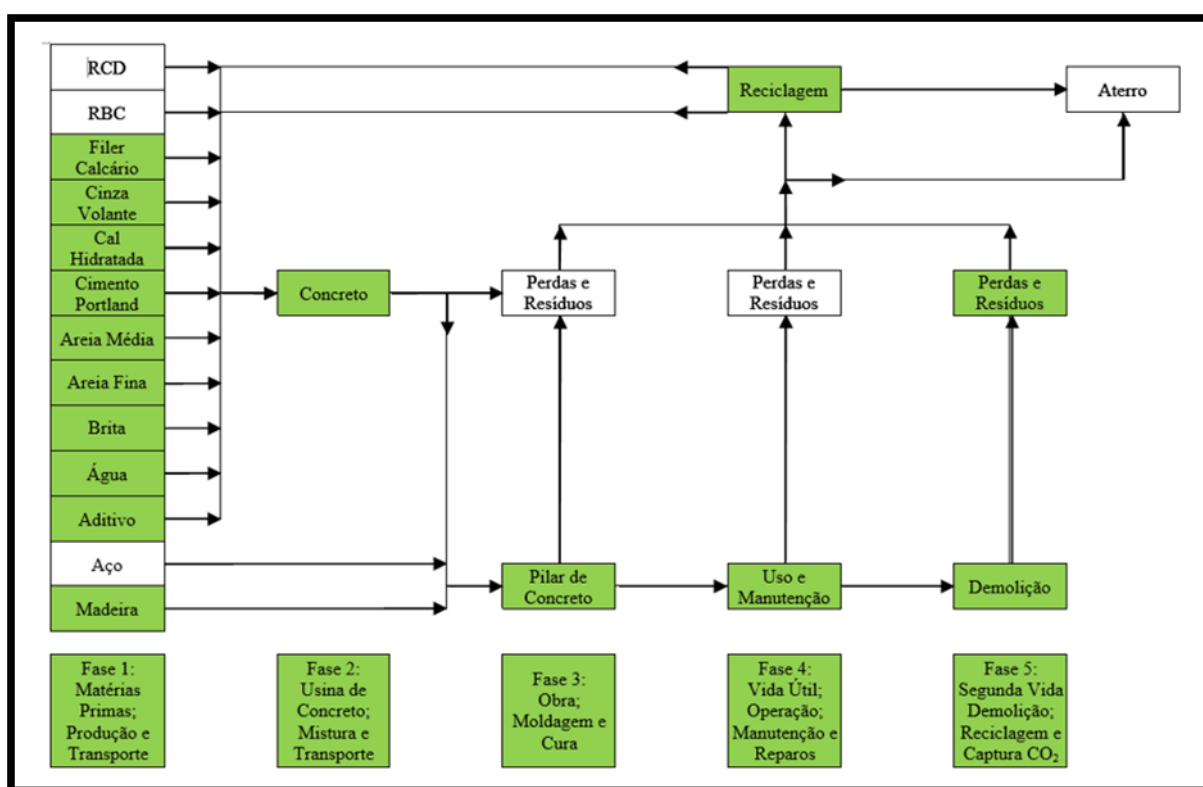 RCD
RBC
Filer
Calcário
Cinza
Volante
Cal
Hidratada
Cimento
Portland
Areia Média
Areia Fina
Brita
Água
Aditivo
Aço
Madeira
Concreto
Reciclagem
Aterro
Perdas e
Resíduos
Perdas e
Resíduos
Perdas e
Resíduos
Pilar de
Concreto
Uso e
Manutenção
Demolição
Fase 1:
Matérias
Primas;
Produção e
Transporte
Fase 2:
Usina de
Concreto;
Mistura e
Transporte
Fase 3:
Obra;
Moldagem e
Cura
Fase 4:
Vida Útil;
Operação;
Manutenção e
Reparos
Fase 5:
Segunda Vida
Demolição;
Reciclagem e
Captura CO₂